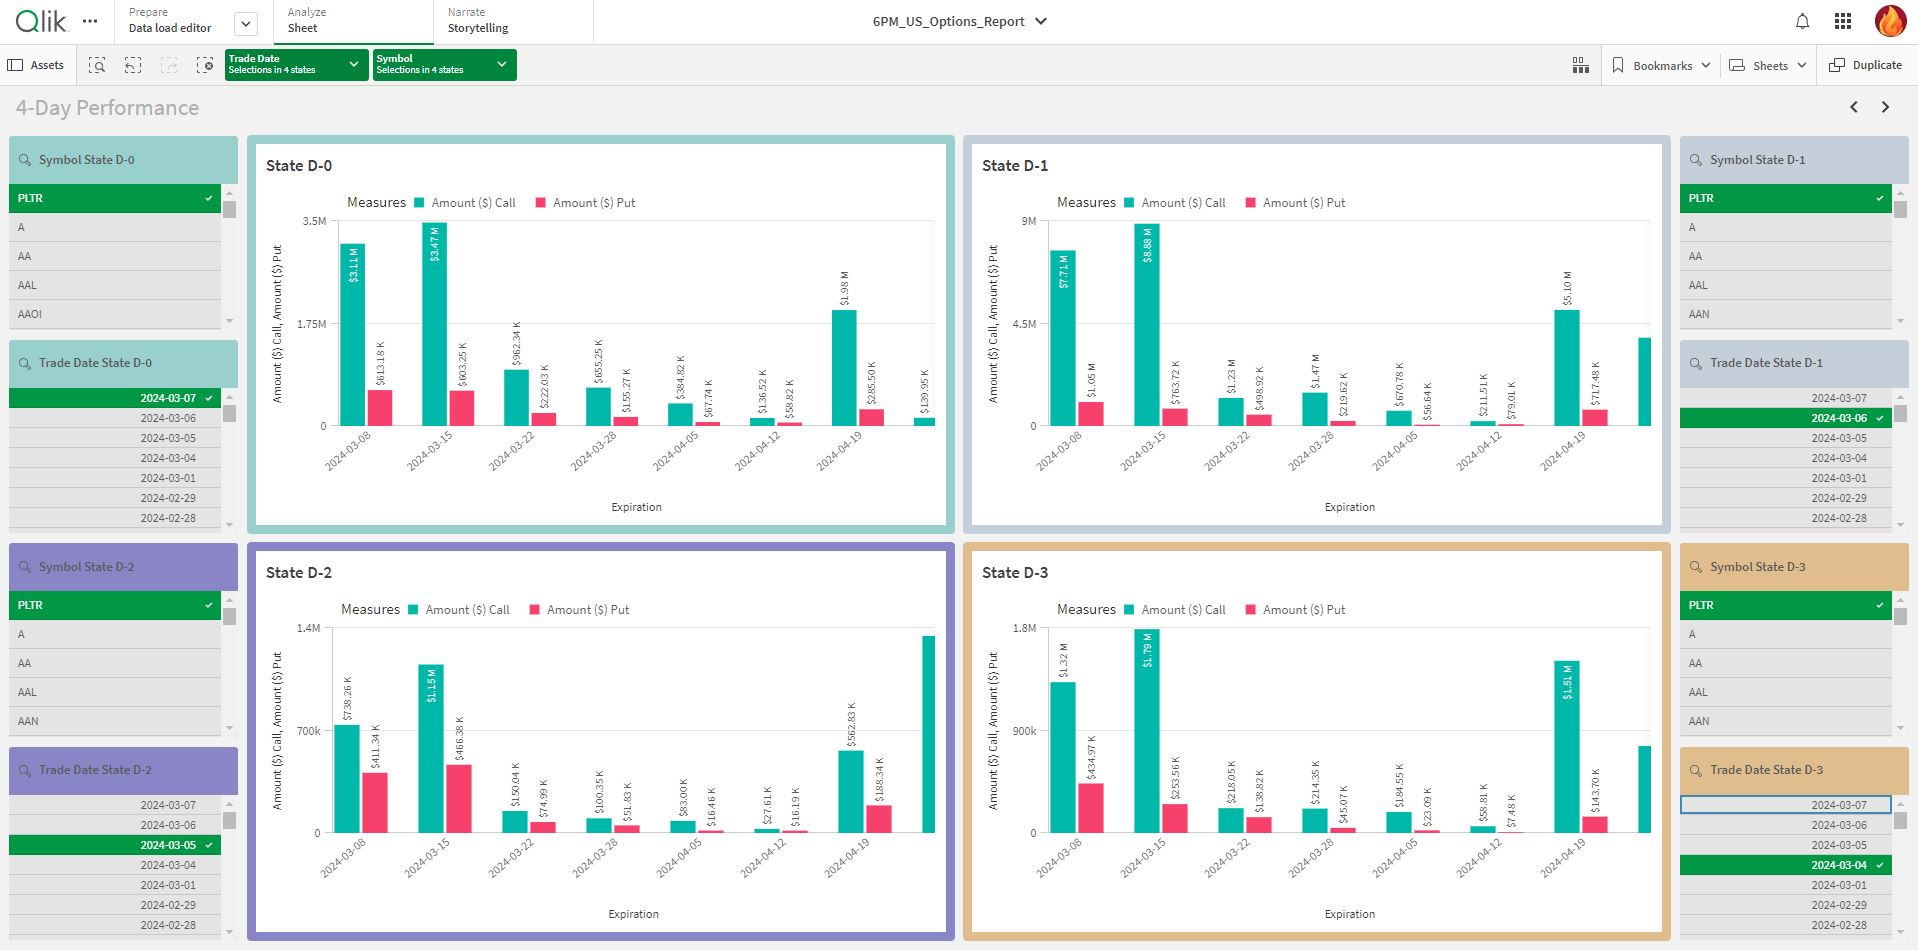 Qlik
Prepare
Data load editor
Analyze
Sheet
Narrate
Storytelling
6PM_US_Options_Report
Assets
Trade Date
Selections in 4 states
Symbol
Selections in 4 states
Bookmarks
Sheets
Duplicate
4-Day Performance
Symbol State D-0
PLTR
A
AA
AAL
AAOI
Trade Date State D-0
2024-03-07
2024-03-06
2024-03-05
2024-03-04
2024-03-01
2024-02-29
2024-02-28
State D-0
Measures Amount ($) Call Amount ($) Put
Amount ($) Call, Amount ($) Put
3.5M
1.75M
0
$3.11 M
$613.18 K
$3.47 M
$603.25 K
$962.34 K
$222.03 K
$655.25 K
$155.27 K
$384.82 K
$67.74 K
$136.52 K
$58.82 K
$1.98 M
$285.50 K
$139.95 K
2024-03-08
2024-03-15
2024-03-22
2024-03-28
2024-04-05
2024-04-12
2024-04-19
Expiration
State D-1
Measures Amount ($) Call Amount ($) Put
Amount ($) Call, Amount ($) Put
9M
4.5M
0
$7.71 M
$1.05 M
$8.88 M
$763.72 K
$1.23 M
$498.92 K
$1.47 M
$219.62 K
$670.78 K
$56.64 K
$211.51 K
$79.01 K
$5.10 M
$717.48 K
2024-03-08
2024-03-15
2024-03-22
2024-03-28
2024-04-05
2024-04-12
2024-04-19
Expiration
Symbol State D-1
PLTR
A
AA
AAL
AAN
Trade Date State D-1
2024-03-07
2024-03-06
2024-03-05
2024-03-04
2024-03-01
2024-02-29
2024-02-28
Symbol State D-2
PLTR
A
AA
AAL
AAN
Trade Date State D-2
2024-03-07
2024-03-06
2024-03-05
2024-03-04
2024-03-01
2024-02-29
2024-02-28
State D-2
Measures Amount ($) Call Amount ($) Put
Amount ($) Call, Amount ($) Put
1.4M
700k
0
$738.26 K
$411.34 K
$1.15 M
$466.38 K
$150.04 K
$74.99 K
$100.35 K
$51.83 K
$83.00 K
$16.46 K
$27.61 K
$16.19 K
$562.83 K
$188.34 K
2024-03-08
2024-03-15
2024-03-22
2024-03-28
2024-04-05
2024-04-12
2024-04-19
Expiration
State D-3
Measures Amount ($) Call Amount ($) Put
Amount ($) Call, Amount ($) Put
1.8M
900k
0
$1.32 M
$434.97 K
$1.79 M
$253.56 K
$218.05 K
$138.82 K
$214.35 K
$45.07 K
$184.55 K
$23.09 K
$58.81 K
$7.48 K
$1.51 M
$143.70 K
2024-03-08
2024-03-15
2024-03-22
2024-03-28
2024-04-05
2024-04-12
2024-04-19
Expiration
Symbol State D-3
PLTR
A
AA
AAL
AAN
Trade Date State D-3
2024-03-07
2024-03-06
2024-03-05
2024-03-04
2024-03-01
2024-02-29
2024-02-28